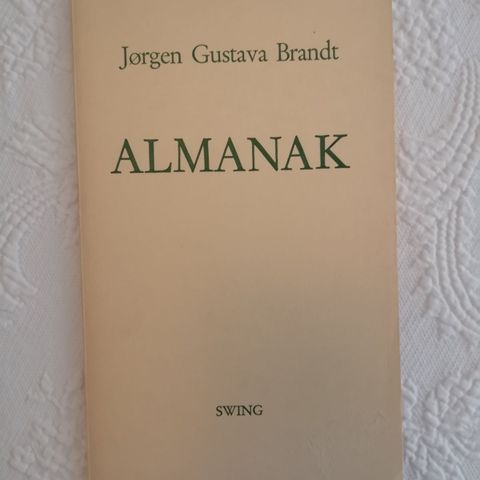 Jørgen Gustava Brandt
ALMANAK
SWING